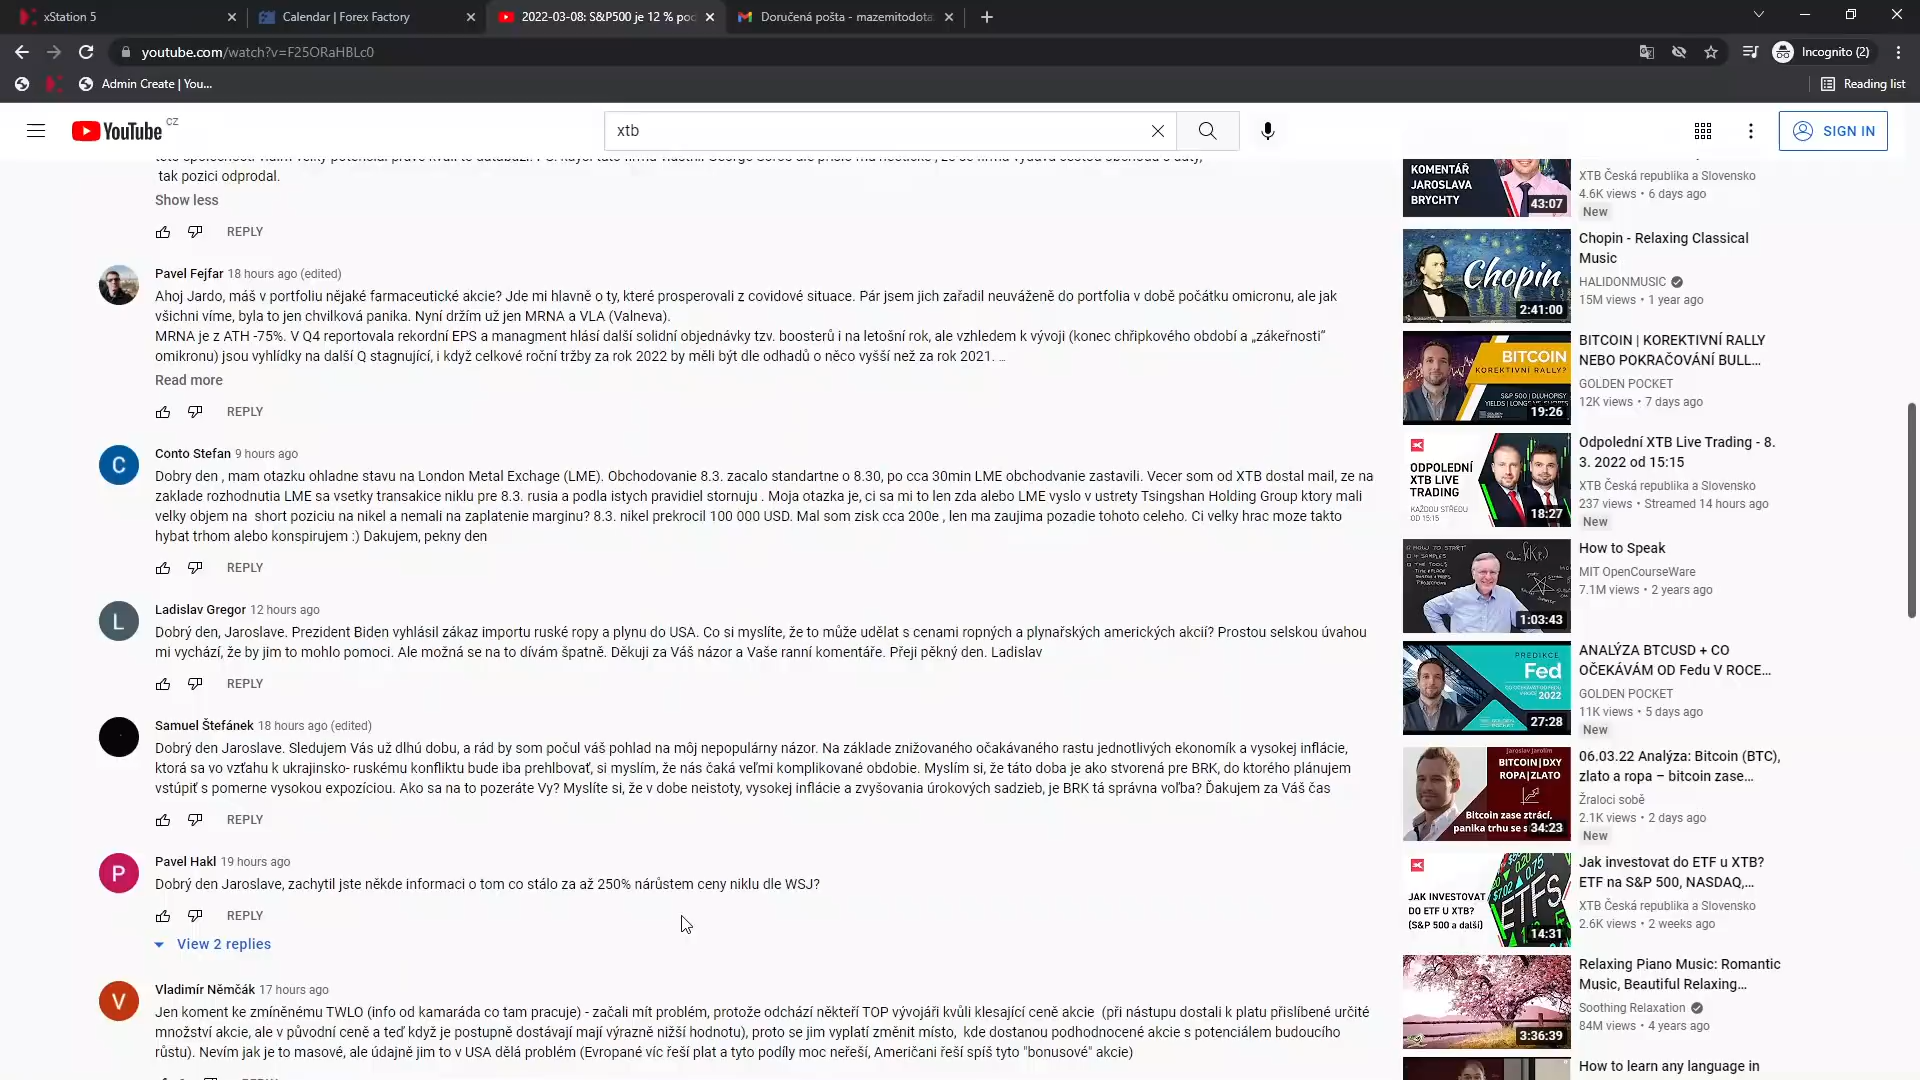 xStation 5
Calendar | Forex Factory
2022-03-08: S&P500 je 12 % pod
Doručená pošta - mazemitodota
youtube.com/watch?v=F25ORaHBLc0
Incognito (2)
Admin Create | You...
Reading list
YouTube CZ
xtb
SIGN IN
tak pozici odprodal.
Show less
REPLY
Pavel Fejfar 18 hours ago (edited)
Ahoj Jardo, máš v portfoliu nějaké farmaceutické akcie? Jde mi hlavně o ty, které prosperovali z covidové situace. Pár jsem jich zařadil neuváženě do portfolia v době počátku omicronu, ale jak
všichni víme, byla to jen chvilková panika. Nyní držím už jen MRNA a VLA (Valneva).
MRNA je z ATH -75%. V Q4 reportovala rekordní EPS a managment hlásí další solidní objednávky tzv. boosterů i na letošní rok, ale vzhledem k vývoji (konec chřipkového období a „zákeřnosti“
omikronu) jsou vyhlídky na další Q stagnující, i když celkové roční tržby za rok 2022 by měli být dle odhadů o něco vyšší než za rok 2021. …
Read more
REPLY
C
Conto Stefan 9 hours ago
Dobry den , mam otazku ohladne stavu na London Metal Exchage (LME). Obchodovanie 8.3. zacalo standartne o 8.30, po cca 30min LME obchodvanie zastavili. Vecer som od XTB dostal mail, ze na
zaklade rozhodnutia LME sa vsetky transakice niklu pre 8.3. rusia a podla istych pravidiel stornuju . Moja otazka je, ci sa mi to len zda alebo LME vyslo v ustrety Tsingshan Holding Group ktory mali
velky objem na short poziciu na nikel a nemali na zaplatenie marginu? 8.3. nikel prekrocil 100 000 USD. Mal som zisk cca 200e , len ma zaujima pozadie tohoto celeho. Ci velky hrac moze takto
hybat trhom alebo konspirujem :) Dakujem, pekny den
REPLY
L
Ladislav Gregor 12 hours ago
Dobrý den, Jaroslave. Prezident Biden vyhlásil zákaz importu ruské ropy a plynu do USA. Co si myslíte, že to může udělat s cenami ropných a plynařských amerických akcií? Prostou selskou úvahou
mi vychází, že by jim to mohlo pomoci. Ale možná se na to dívám špatně. Děkuji za Váš názor a Vaše ranní komentáře. Přeji pěkný den. Ladislav
REPLY
Samuel Štefánek 18 hours ago (edited)
Dobrý den Jaroslave. Sledujem Vás už dlhú dobu, a rád by som počul váš pohlad na môj nepopulárny názor. Na základe znižovaného očakávaného rastu jednotlivých ekonomík a vysokej inflácie,
ktorá sa vo vzťahu k ukrajinsko- ruskému konfliktu bude iba prehlbovať, si myslím, že nás čaká veľmi komplikované obdobie. Myslím si, že táto doba je ako stvorená pre BRK, do ktorého plánujem
vstúpiť s pomerne vysokou expozíciou. Ako sa na to pozeráte Vy? Myslíte si, že v dobe neistoty, vysokej inflácie a zvyšovania úrokových sadzieb, je BRK tá správna voľba? Ďakujem za Váš čas
REPLY
P
Pavel Hakl 19 hours ago
Dobrý den Jaroslave, zachytil jste někde informaci o tom co stálo za až 250% nárůstem ceny niklu dle WSJ?
REPLY
View 2 replies
V
Vladimír Němčák 17 hours ago
Jen koment ke zmíněnému TWLO (info od kamaráda co tam pracuje) - začali mít problém, protože odchází někteří TOP vývojáři kvůli klesající ceně akcie (při nástupu dostali k platu přislíbené určité
množství akcie, ale v původní ceně a teď když je postupně dostávají mají výrazně nižší hodnotu), proto se jim vyplatí změnit místo, kde dostanou podhodnocené akcie s potenciálem budoucího
růstu). Nevím jak je to masové, ale údajně jim to v USA dělá problém (Evropané víc řeší plat a tyto podíly moc neřeší, Američani řeší spíš tyto "bonusové" akcie)
KOMENTÁŘ
JAROSLAVA
BRYCHTY
43:07
XTB Česká republika a Slovensko
4.6K views • 6 days ago
New
Chopin
2:41:00
Chopin - Relaxing Classical
Music
HALIDONMUSIC
15M views • 1 year ago
BITCOIN
KOREKTIVNÍ RALLY?
19:26
BITCOIN | KOREKTIVNÍ RALLY
NEBO POKRAČOVÁNÍ BULL...
GOLDEN POCKET
12K views • 7 days ago
ODPOLEDNÍ
XTB LIVE
TRADING
KAŽDOU STŘEDU
OD 15:15
18:27
Odpolední XTB Live Trading - 8.
3. 2022 od 15:15
XTB Česká republika a Slovensko
237 views • Streamed 14 hours ago
New
1:03:43
How to Speak
MIT OpenCourseWare
7.1M views • 2 years ago
PREDIKCE
Fed
2022
27:28
ANALÝZA BTCUSD + CO
OČEKÁVÁM OD Fedu V ROCE...
GOLDEN POCKET
11K views • 5 days ago
New
Jaroslav Jarolím
BITCOIN|DXY
ROPA|ZLATO
Bitcoin zase ztrácí,
panika trhu se s
34:23
06.03.22 Analýza: Bitcoin (BTC),
zlato a ropa – bitcoin zase...
Žraloci sobě
2.1K views • 2 days ago
New
JAK INVESTOVAT
DO ETF U XTB?
(S&P 500 a další)
ETFS
14:31
Jak investovat do ETF u XTB?
ETF na S&P 500, NASDAQ,...
XTB Česká republika a Slovensko
2.6K views • 2 weeks ago
3:36:39
Relaxing Piano Music: Romantic
Music, Beautiful Relaxing...
Soothing Relaxation
84M views • 4 years ago
How to learn any language in